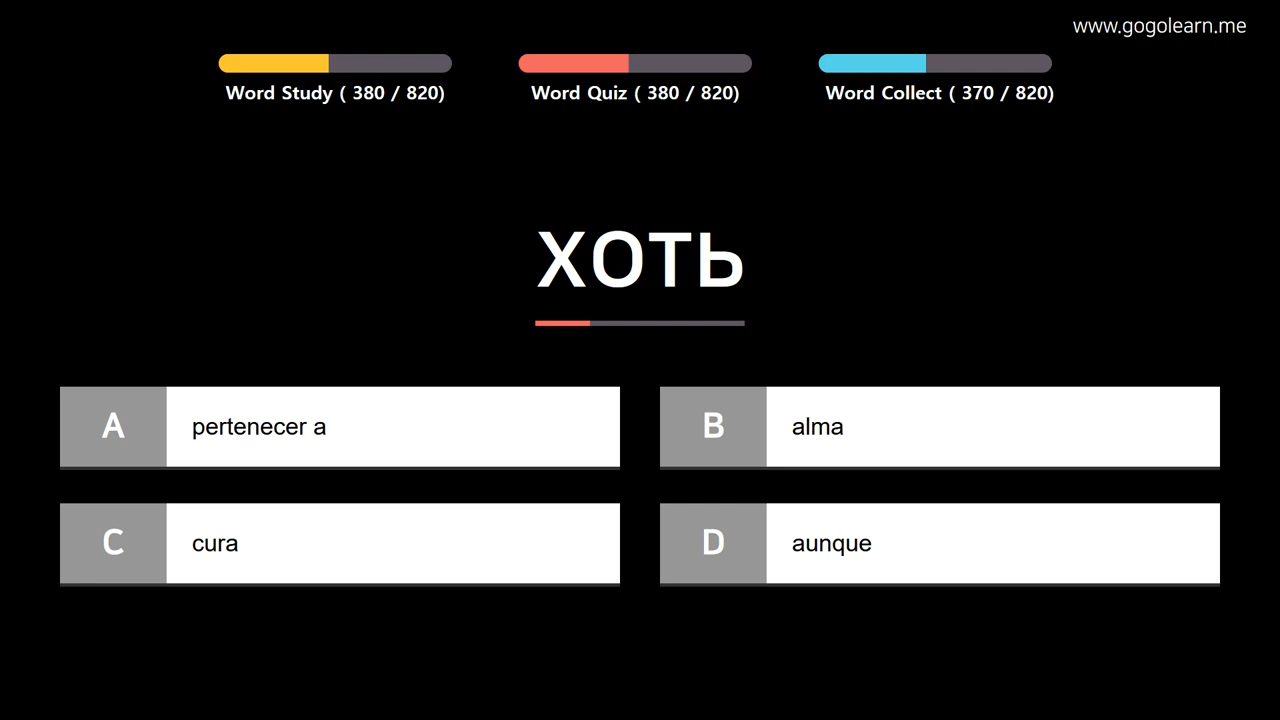 www.gogolearn.me
Word Study ( 380 / 820)
Word Quiz ( 380 / 820)
Word Collect ( 370 / 820)
хоть
A pertenecer a
B alma
C cura
D aunque